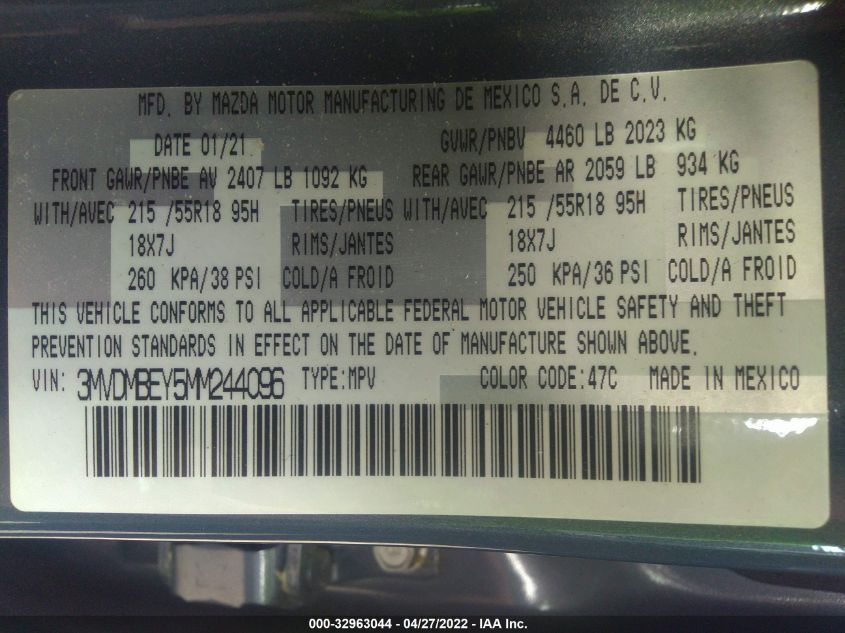 MFD. BY MAZDA MOTOR MANUFACTURING DE MEXICO S.A. DE C.V.
DATE 01/21 GVWR/PNBV 4460 LB 2023 KG
FRONT GAWR/PNBE AV 2407 LB 1092 KG REAR GAWR/PNBE AR 2059 LB 934 KG
WITH/AVEC 215 /55R18 95H TIRES/PNEUS WITH/AVEC 215 /55R18 95H TIRES/PNEUS
18X7J RIMS/JANTES 18X7J RIMS/JANTES
260 KPA/38 PSI COLD/A FROID 250 KPA/36 PSI COLD/A FROID
THIS VEHICLE CONFORMS TO ALL APPLICABLE FEDERAL MOTOR VEHICLE SAFETY AND THEFT
PREVENTION STANDARDS IN EFFECT ON THE DATE OF MANUFACTURE SHOWN ABOVE.
VIN: 3MVDMBEY5MM244096 TYPE:MPV COLOR CODE:47C MADE IN MEXICO
000-32963044 - 04/27/2022 - IAA Inc.